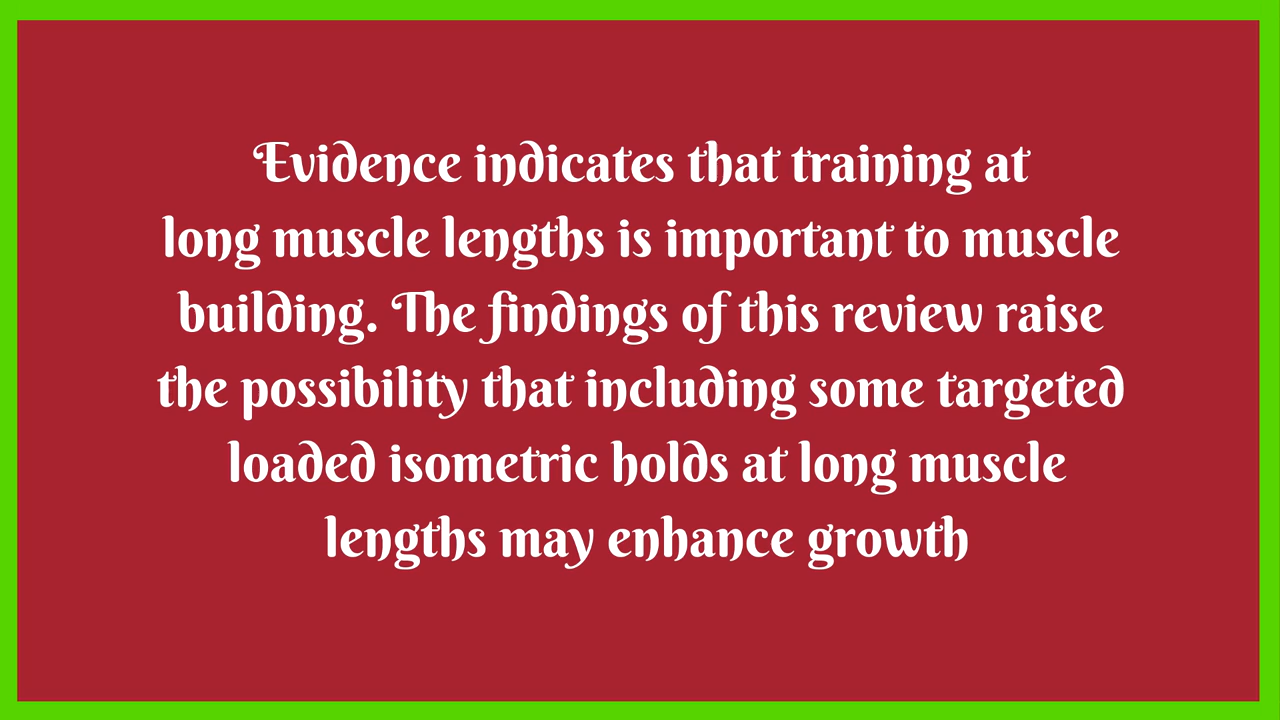 Evidence indicates that training at
long muscle lengths is important to muscle
building. The findings of this review raise
the possibility that including some targeted
loaded isometric holds at long muscle
lengths may enhance growth